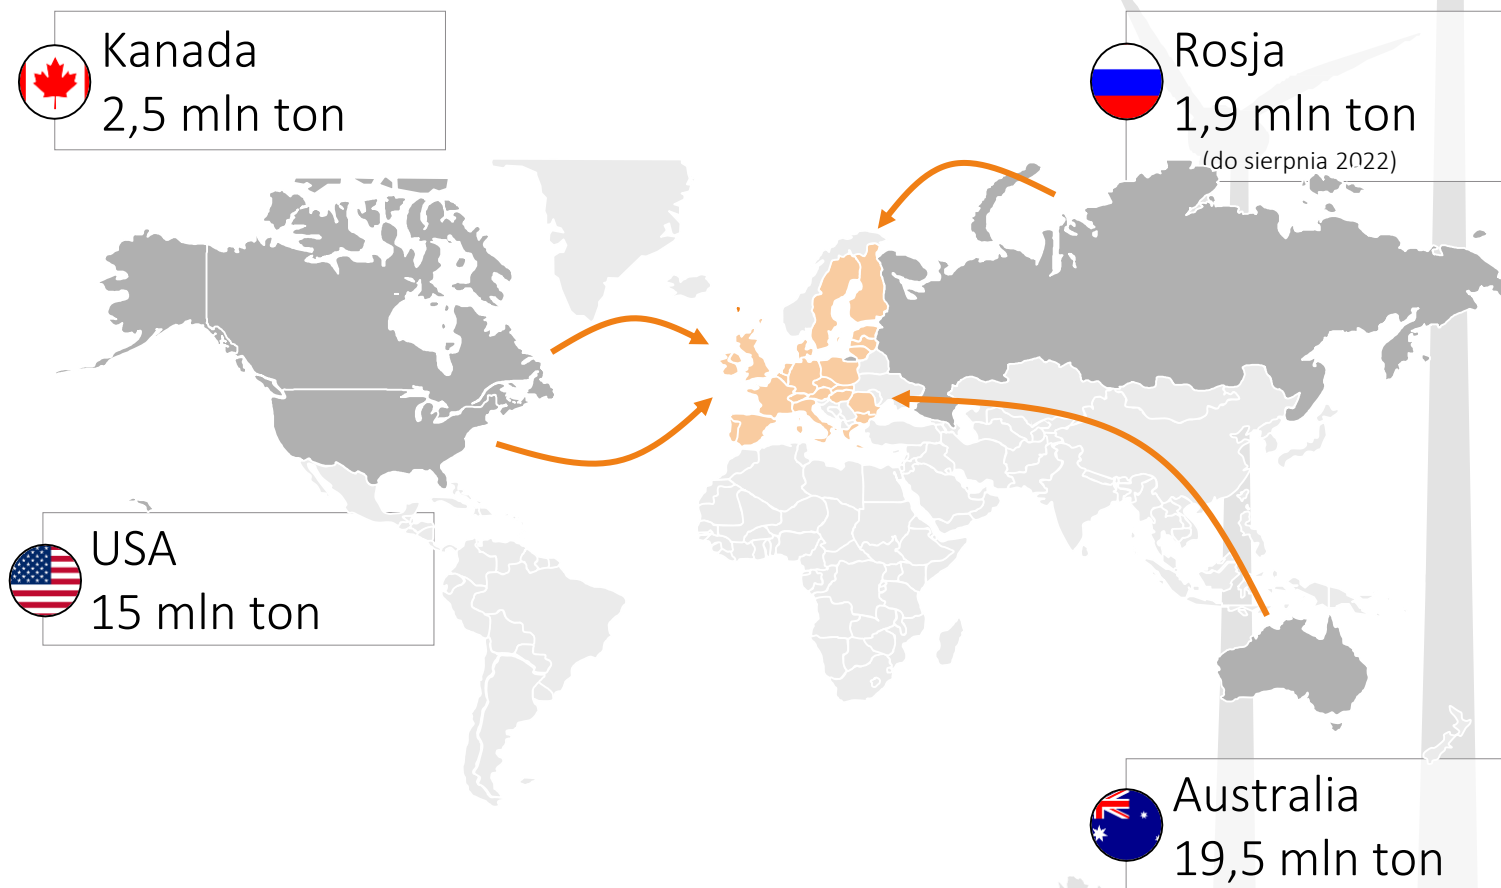 Kanada
2,5 mln ton
Rosja
1,9 mln ton
(do sierpnia 2022)
USA
15 mln ton
Australia
19,5 mln ton